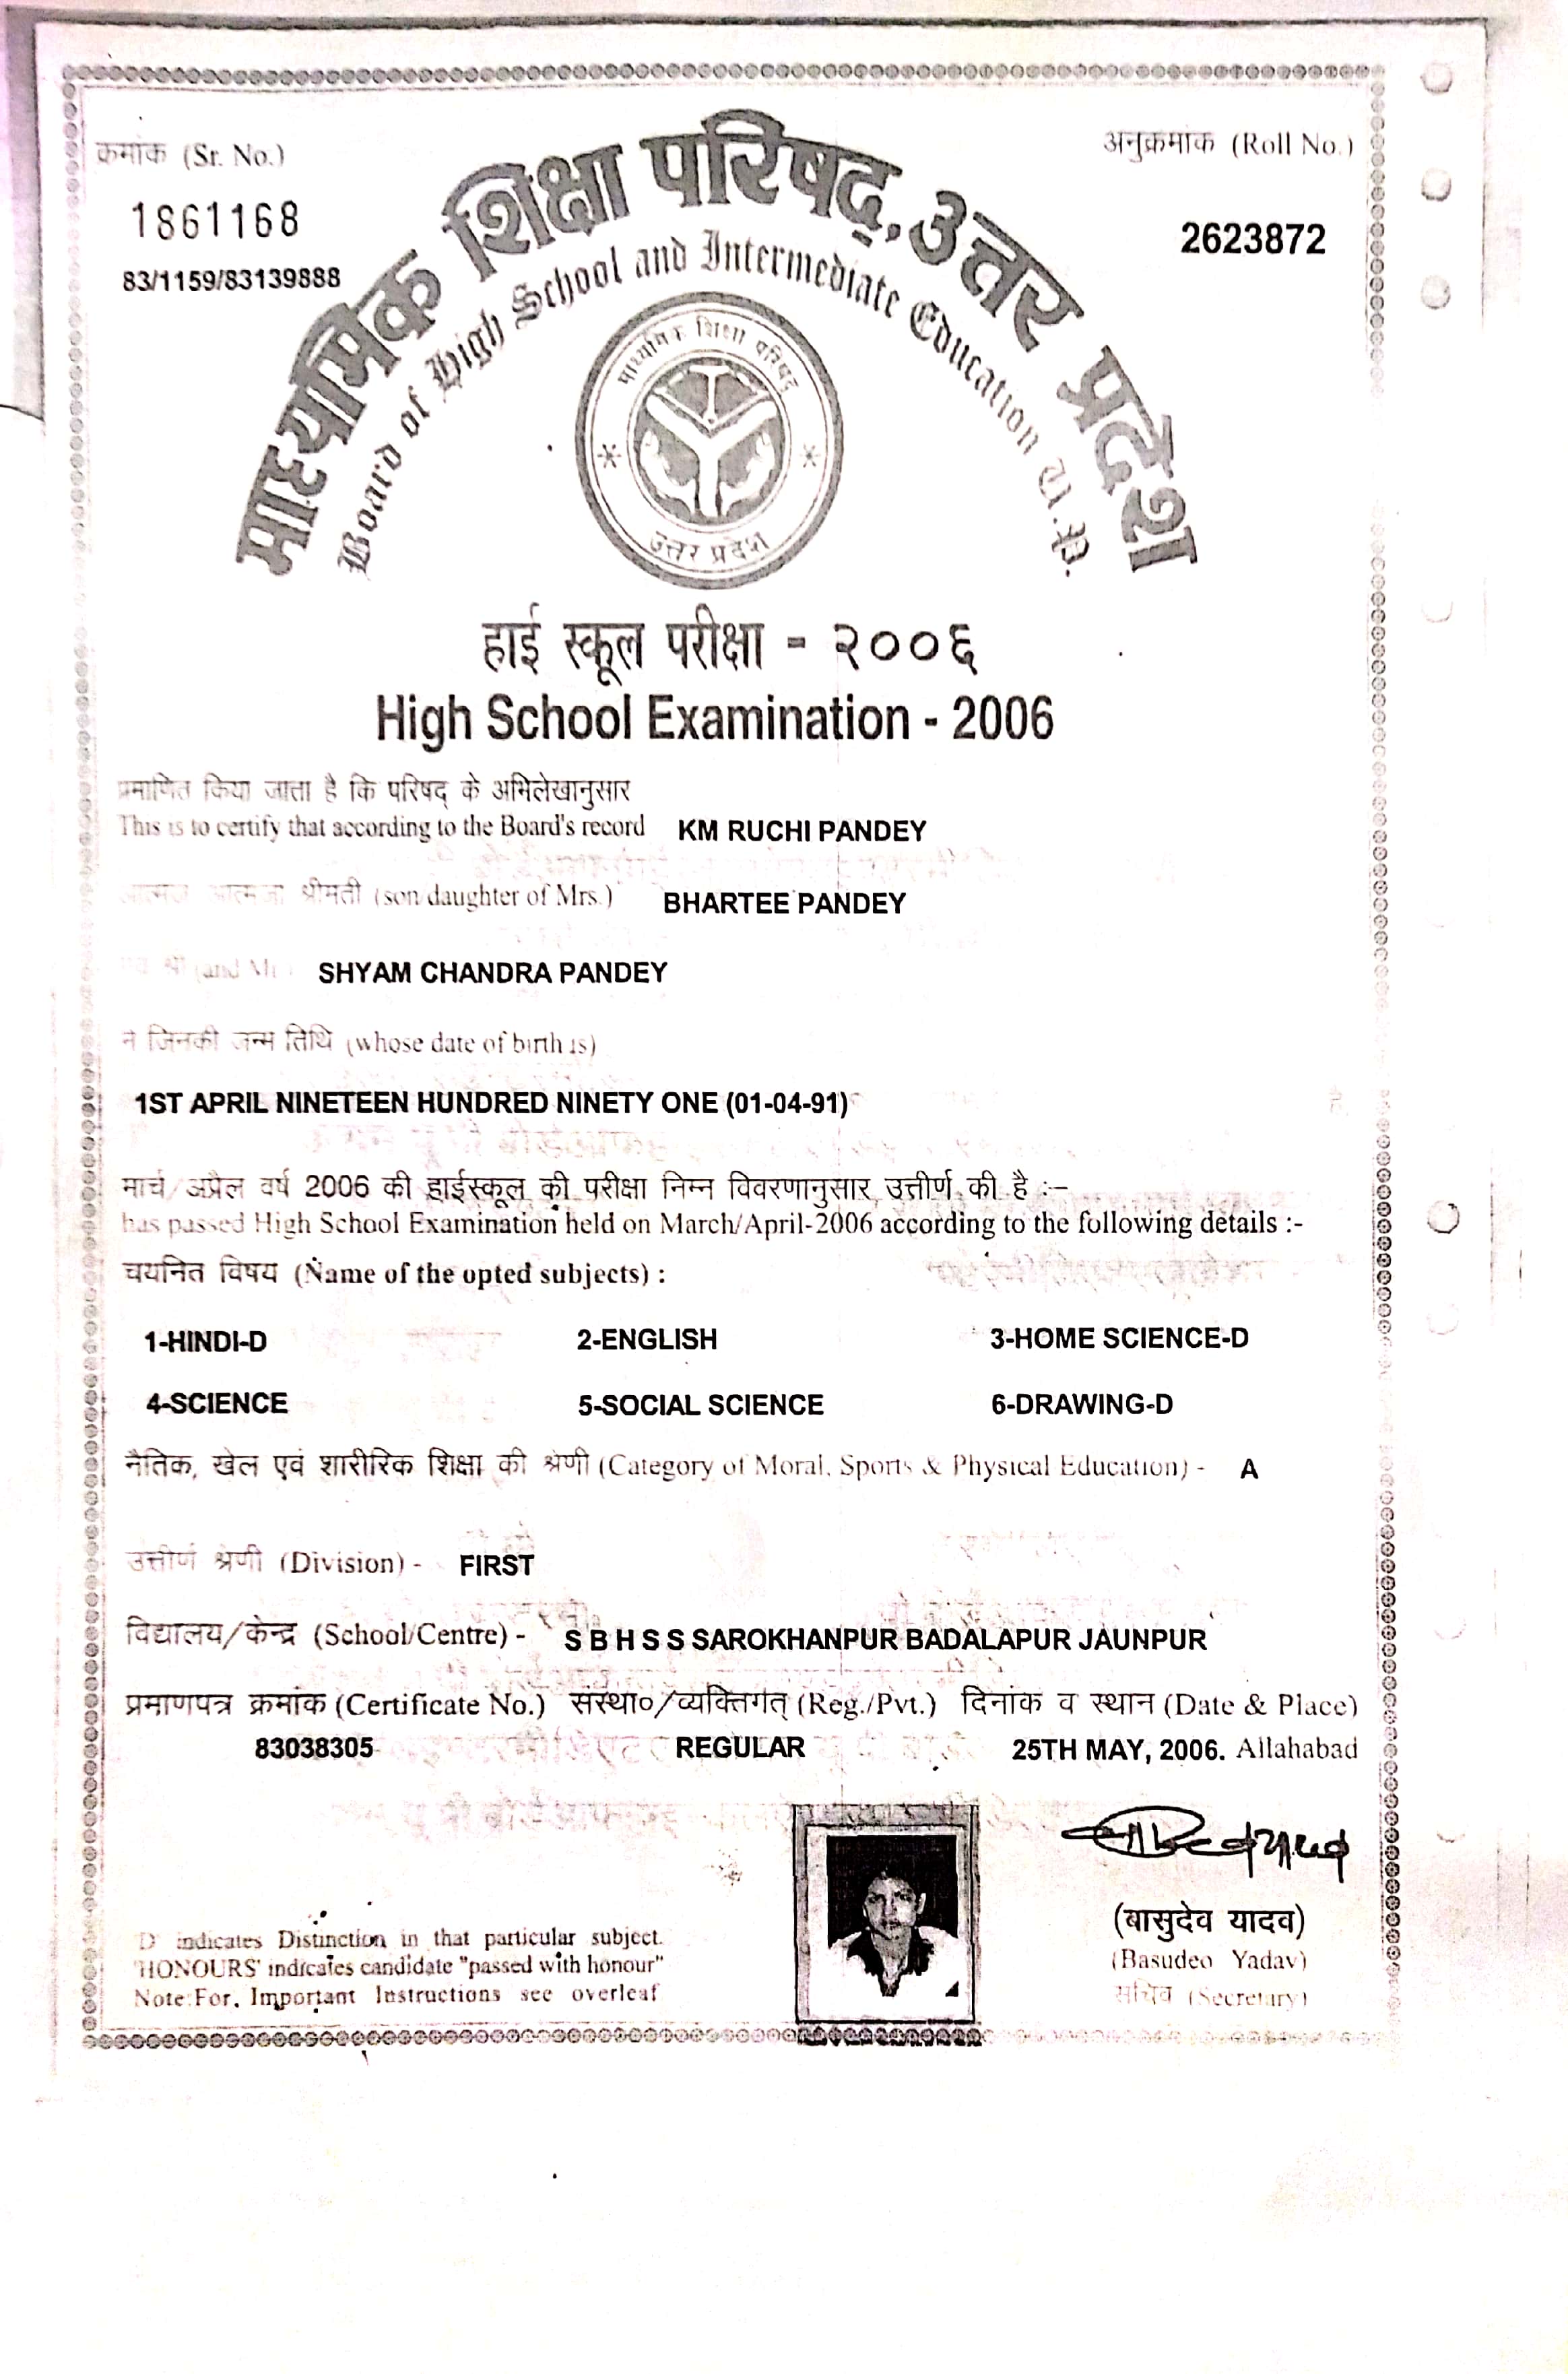 क्रमांक (Sr. No.)
अनुक्रमांक (Roll No.)
1861168
2623872
83/1159/83139888
माध्यमिक शिक्षा परिषद्, उत्तर प्रदेश
Board of High School and Intermediate Education U.P.
माध्यमिक शिक्षा परिषद्
उत्तर प्रदेश
हाई स्कूल परीक्षा - २००६
High School Examination - 2006
प्रमाणित किया जाता है कि परिषद् के अभिलेखानुसार
This is to certify that according to the Board's record KM RUCHI PANDEY
आत्मज आत्मजा श्रीमती (son/daughter of Mrs.) BHARTEE PANDEY
श्री (and Mr. SHYAM CHANDRA PANDEY
ने जिनकी जन्म तिथि (whose date of birth is)
1ST APRIL NINETEEN HUNDRED NINETY ONE (01-04-91) है,
मार्च/अप्रैल वर्ष 2006 की हाईस्कूल की परीक्षा निम्न विवरणानुसार उत्तीर्ण की है :–
has passed High School Examination held on March/April-2006 according to the following details :-
चयनित विषय (Name of the opted subjects) :
1-HINDI-D 2-ENGLISH 3-HOME SCIENCE-D
4-SCIENCE 5-SOCIAL SCIENCE 6-DRAWING-D
नैतिक, खेल एवं शारीरिक शिक्षा की श्रेणी (Category of Moral, Sports & Physical Education) - A
उत्तीर्ण श्रेणी (Division) - FIRST
विद्यालय/केन्द्र (School/Centre) - S B H S S SAROKHANPUR BADALAPUR JAUNPUR
प्रमाणपत्र क्रमांक (Certificate No.) संस्था०/व्यक्तिगत् (Reg./Pvt.) दिनांक व स्थान (Date & Place)
83038305 REGULAR 25TH MAY, 2006. Allahabad
(बासुदेव यादव)
(Basudeo Yadav)
सचिव (Secretary)
'D' indicates Distinction in that particular subject.
'HONOURS' indicates candidate "passed with honour"
Note:For, Important Instructions see overleaf